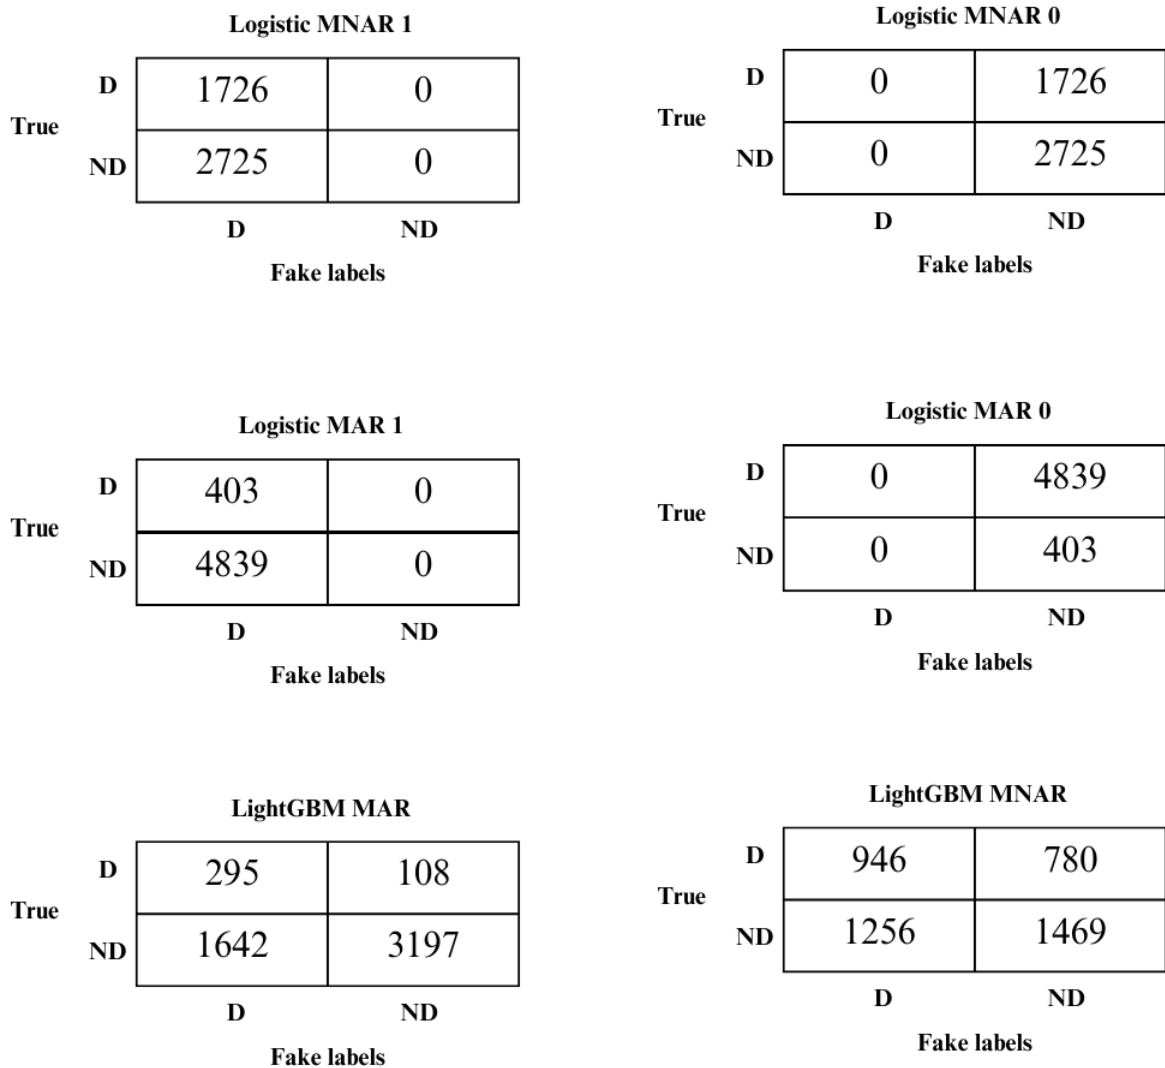 Logistic MNAR 1
D 1726 0
True
ND 2725 0
D ND
Fake labels
Logistic MNAR 0
D 0 1726
True
ND 0 2725
D ND
Fake labels
Logistic MAR 1
D 403 0
True
ND 4839 0
D ND
Fake labels
Logistic MAR 0
D 0 4839
True
ND 0 403
D ND
Fake labels
LightGBM MAR
D 295 108
True
ND 1642 3197
D ND
Fake labels
LightGBM MNAR
D 946 780
True
ND 1256 1469
D ND
Fake labels